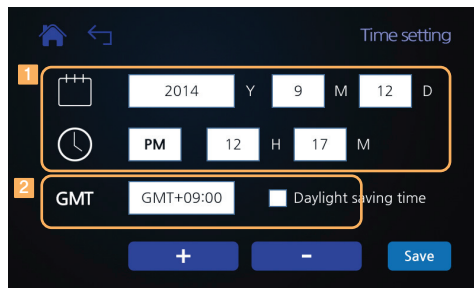 Time setting
1
2014 Y 9 M 12 D
PM 12 H 17 M
2
GMT GMT+09:00 Daylight saving time
+ - Save